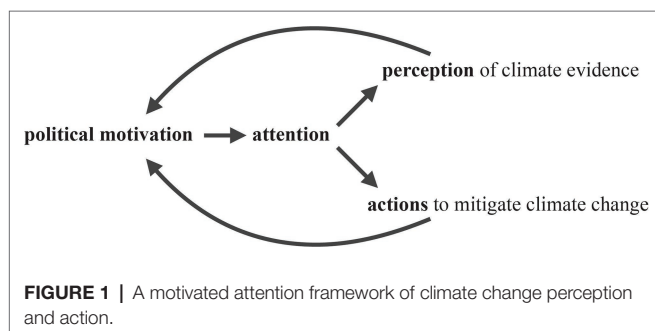 perception of climate evidence
political motivation
attention
actions to mitigate climate change
FIGURE 1 | A motivated attention framework of climate change perception
and action.